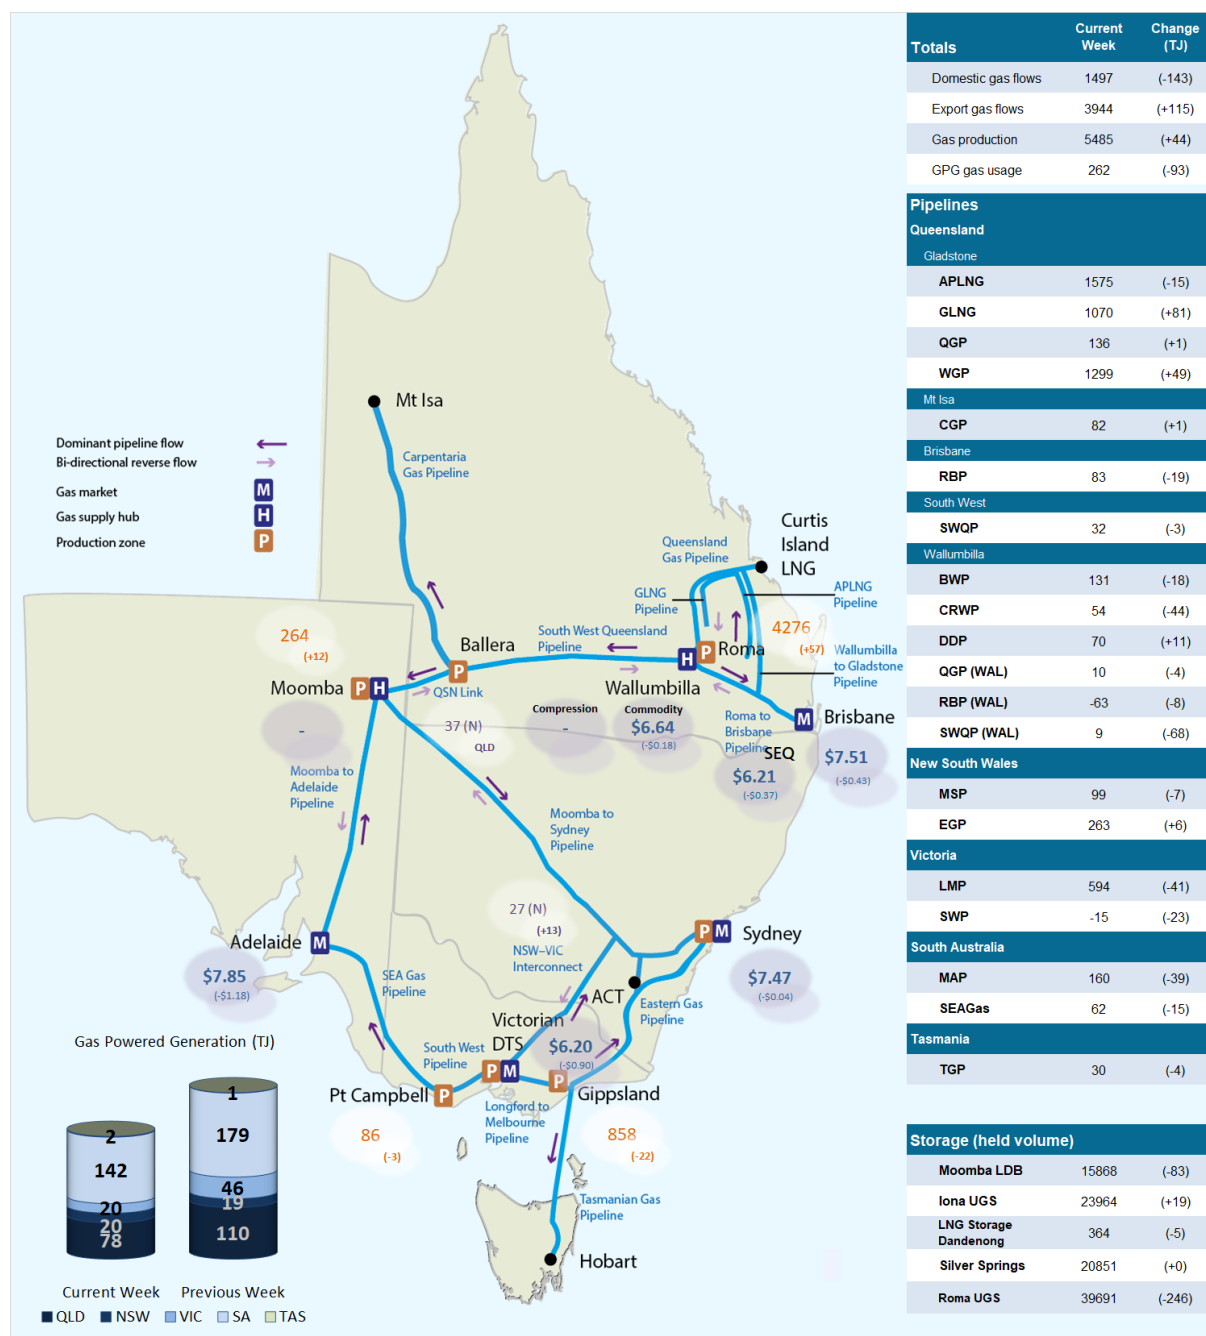 Totals Current Week Change (TJ)
Domestic gas flows 1497 (-143)
Export gas flows 3944 (+115)
Gas production 5485 (+44)
GPG gas usage 262 (-93)
Pipelines
Queensland
Gladstone
APLNG 1575 (-15)
GLNG 1070 (+81)
QGP 136 (+1)
WGP 1299 (+49)
Mt Isa
CGP 82 (+1)
Brisbane
RBP 83 (-19)
South West
SWQP 32 (-3)
Wallumbilla
BWP 131 (-18)
CRWP 54 (-44)
DDP 70 (+11)
QGP (WAL) 10 (-4)
RBP (WAL) -63 (-8)
SWQP (WAL) 9 (-68)
New South Wales
MSP 99 (-7)
EGP 263 (+6)
Victoria
LMP 594 (-41)
SWP -15 (-23)
South Australia
MAP 160 (-39)
SEAGas 62 (-15)
Tasmania
TGP 30 (-4)
Storage (held volume)
Moomba LDB 15868 (-83)
Iona UGS 23964 (+19)
LNG Storage
Dandenong 364 (-5)
Silver Springs 20851 (+0)
Roma UGS 39691 (-246)
Dominant pipeline flow
Bi-directional reverse flow
Gas market M
Gas supply hub H
Production zone P
Mt Isa
Carpentaria
Gas Pipeline
Curtis
Island
LNG
Queensland
Gas Pipeline
GLNG
Pipeline
APLNG
Pipeline
4276
(+57)
264
(+12)
Ballera
P
South West Queensland
Pipeline
H P Roma
Wallumbilla
to Gladstone
Pipeline
Moomba P H
QSN Link
Wallumbilla
-
37 (N)
QLD
Compression
-
Commodity
$6.64
(-$0.18)
Roma to
Brisbane
Pipeline
M Brisbane
SEQ
$6.21
(-$0.37)
$7.51
(-$0.43)
Moomba to
Adelaide
Pipeline
Moomba to
Sydney
Pipeline
27 (N)
(+13)
NSW–VIC
Interconnect
Adelaide M
$7.85
(-$1.18)
SEA Gas
Pipeline
P M Sydney
$7.47
(-$0.04)
ACT
Eastern Gas
Pipeline
Victorian
DTS
P M
$6.20
(-$0.90)
South West
Pipeline
Pt Campbell P
P
Gippsland
86
(-3)
Longford to
Melbourne
Pipeline
858
(-22)
Tasmanian Gas
Pipeline
Hobart
Gas Powered Generation (TJ)
2
142
20
20
78
1
179
46
19
110
Current Week Previous Week
QLD NSW VIC SA TAS